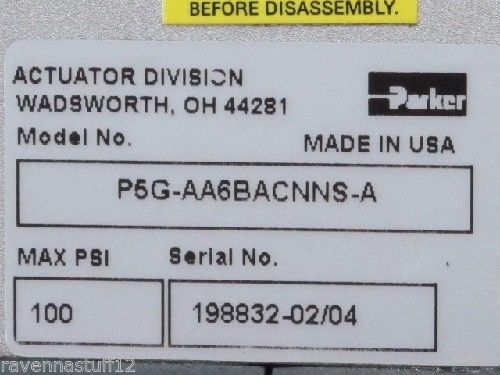 BEFORE DISASSEMBLY.
ACTUATOR DIVISION
WADSWORTH, OH 44281
Parker
Model No.
MADE IN USA
P5G-AA6BACNNS-A
MAX PSI
Serial No.
100
198832-02/04
ravennastuff12